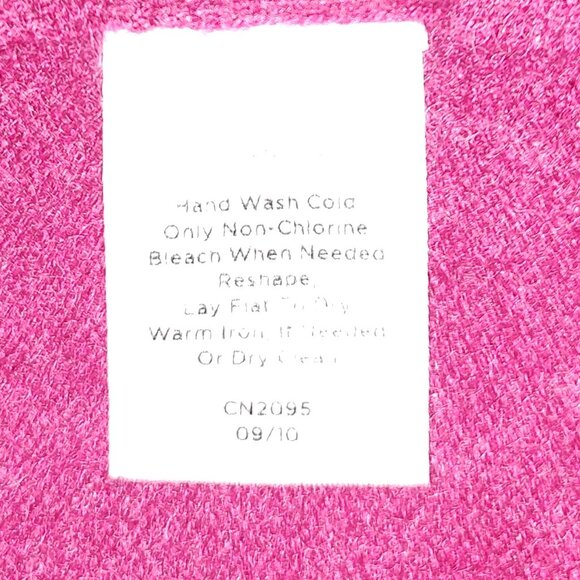 Hand Wash Cold
Only Non-Chlorine
Bleach When Needed
Reshape,
Lay Flat To Dry
Warm Iron, If Needed
Or Dry Clean
CN2095
09/10